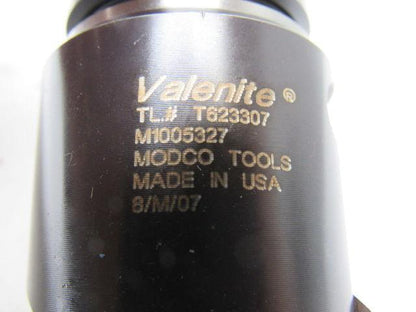 Valenite®
TL.# T623307
M1005327
MODCO TOOLS
MADE IN USA
8/M/07